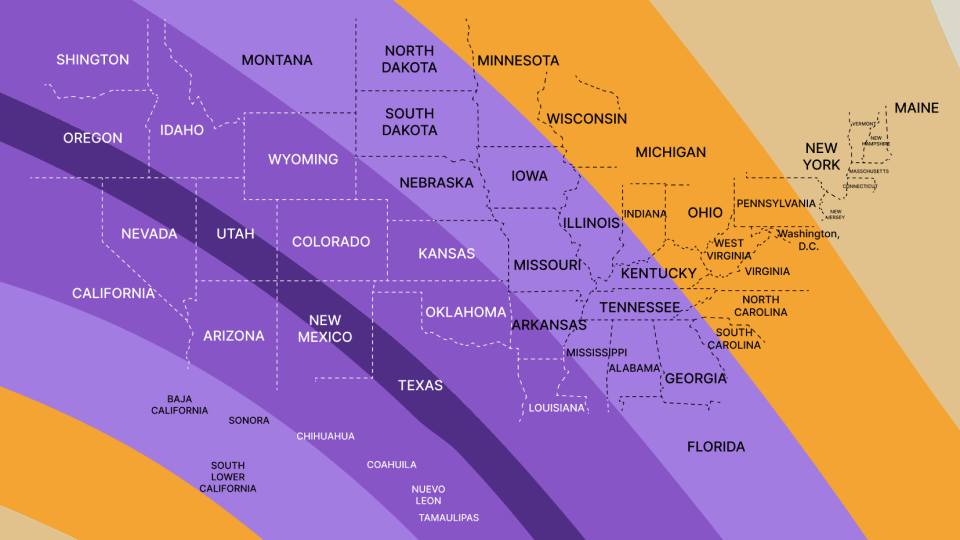 SHINGTON
MONTANA
NORTH
DAKOTA
MINNESOTA
MAINE
SOUTH
DAKOTA
WISCONSIN
VERMONT
OREGON
IDAHO
NEW
HAMPSHIRE
WYOMING
MICHIGAN
NEW
YORK
MASSACHUSETTS
NEBRASKA
IOWA
CONNECTICUT
PENNSYLVANIA
INDIANA
OHIO
NEW
JERSEY
ILLINOIS
NEVADA
UTAH
COLORADO
KANSAS
Washington,
D.C.
WEST
VIRGINIA
MISSOURI
KENTUCKY
VIRGINIA
CALIFORNIA
OKLAHOMA
TENNESSEE
NORTH
CAROLINA
ARIZONA
NEW
MEXICO
ARKANSAS
SOUTH
CAROLINA
MISSISSIPPI
ALABAMA
GEORGIA
TEXAS
BAJA
CALIFORNIA
LOUISIANA
SONORA
CHIHUAHUA
FLORIDA
COAHUILA
SOUTH
LOWER
CALIFORNIA
NUEVO
LEON
TAMAULIPAS